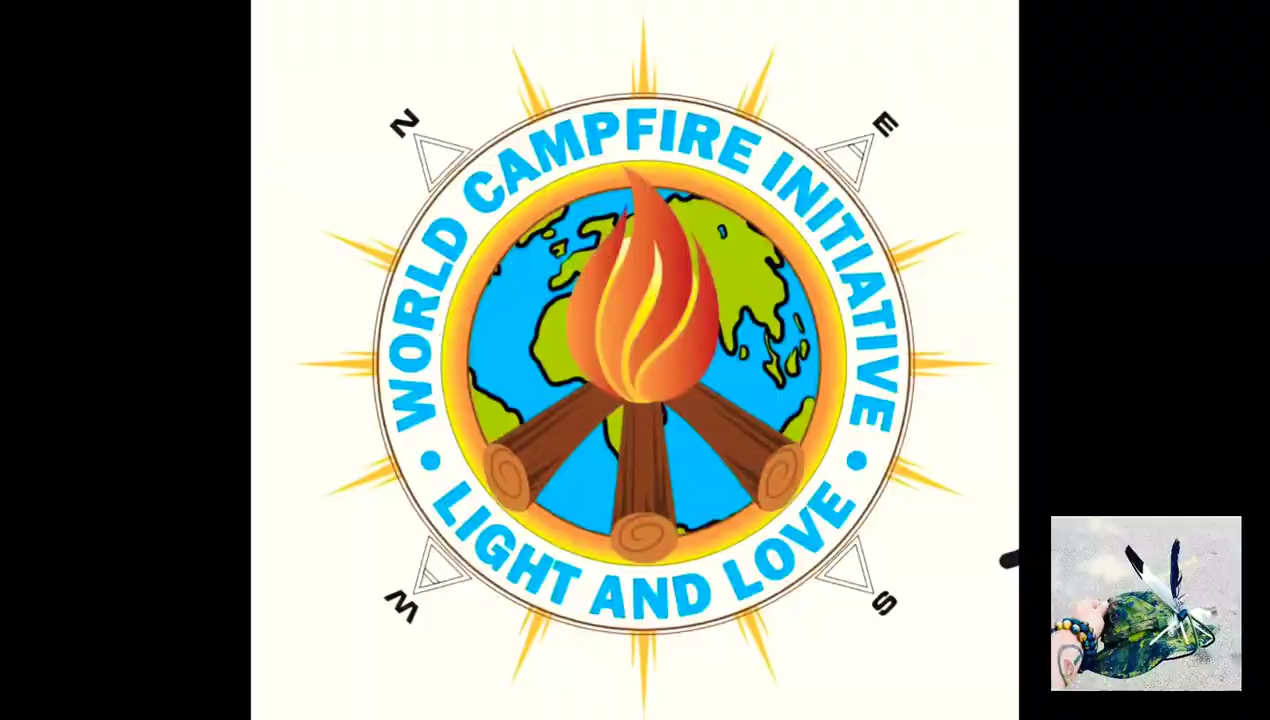 WORLD CAMPFIRE INITIATIVE
• LIGHT AND LOVE •
N
E
W
S